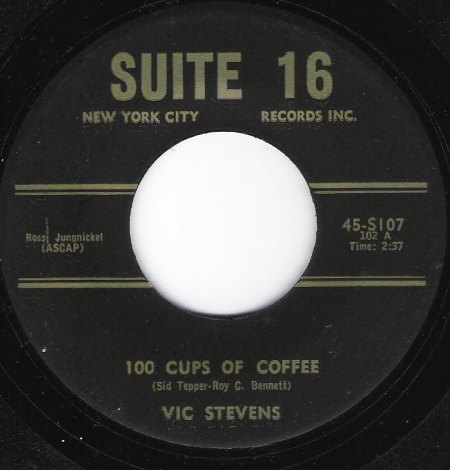 SUITE 16
NEW YORK CITY RECORDS INC.
Ross Jungnickel
(ASCAP)
45-S107
102 A
Time: 2:37
100 CUPS OF COFFEE
(Sid Tepper-Roy C. Bennett)
VIC STEVENS